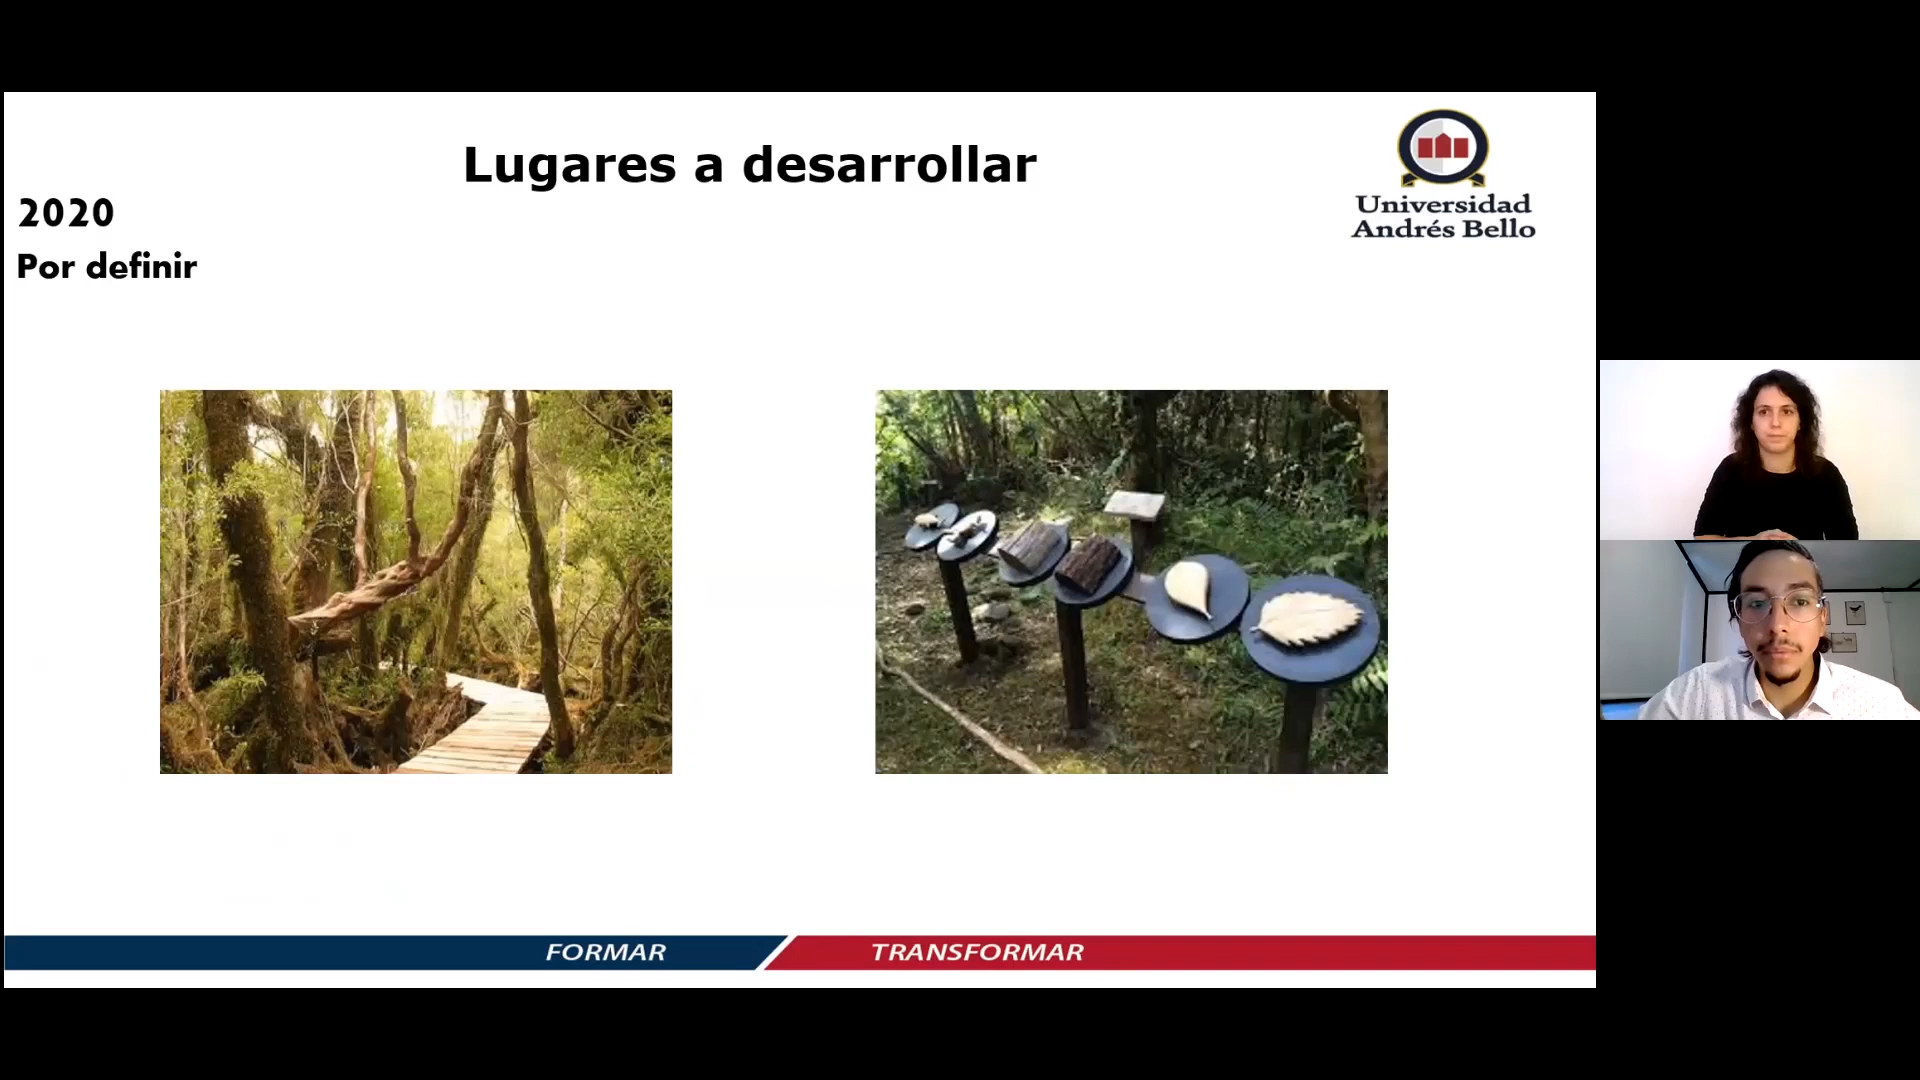 Lugares a desarrollar
2020
Por definir
Universidad
Andrés Bello
FORMAR
TRANSFORMAR